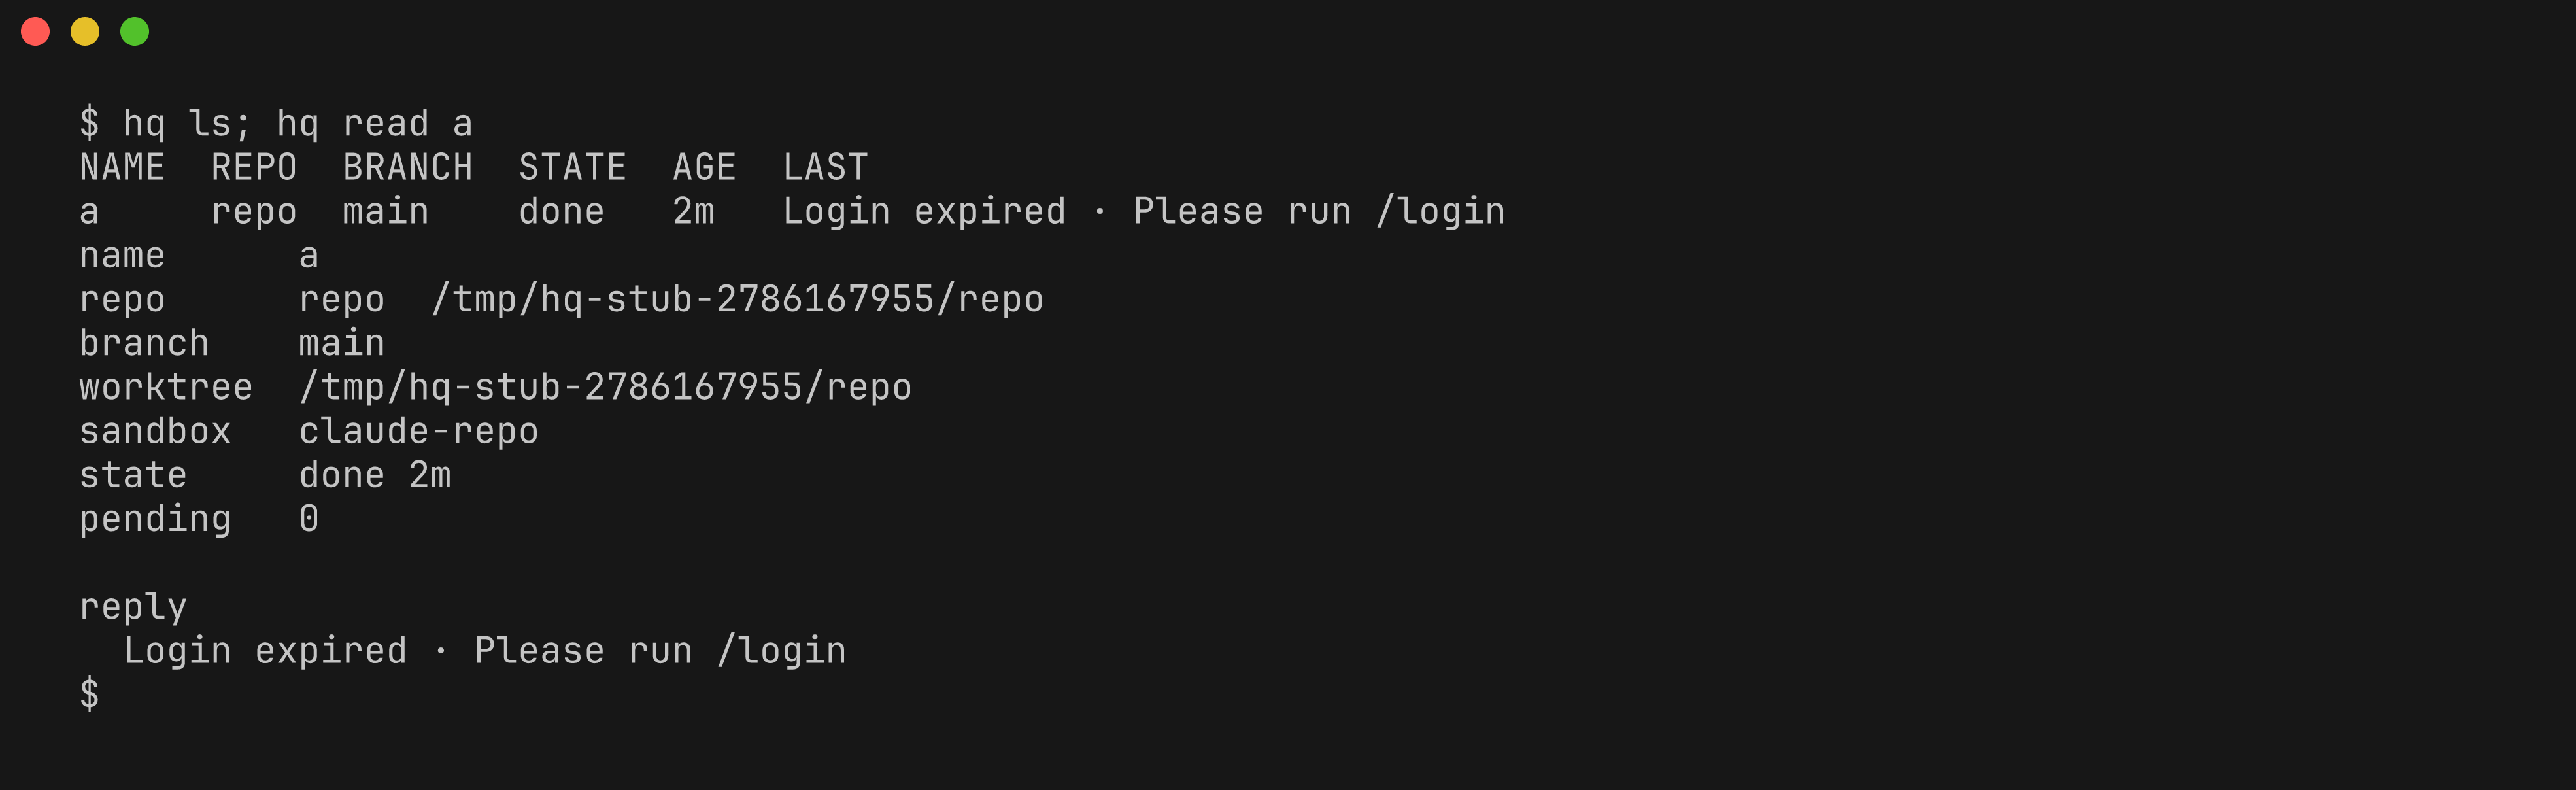 $ hq ls; hq read a
NAME  REPO  BRANCH  STATE  AGE  LAST
a     repo  main    done   2m   Login expired · Please run /login
name      a
repo      repo  /tmp/hq-stub-2786167955/repo
branch    main
worktree  /tmp/hq-stub-2786167955/repo
sandbox   claude-repo
state     done 2m
pending   0

reply
  Login expired · Please run /login
$